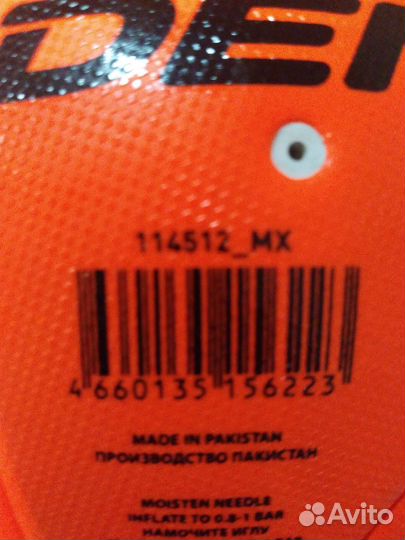 DE
114512_MX
4 660135 156223
MADE IN PAKISTAN
ПРОИЗВОДСТВО ПАКИСТАН
MOISTEN NEEDLE
INFLATE TO 0.8-1 BAR
НАМОЧИТЕ ИГЛУ
Avito